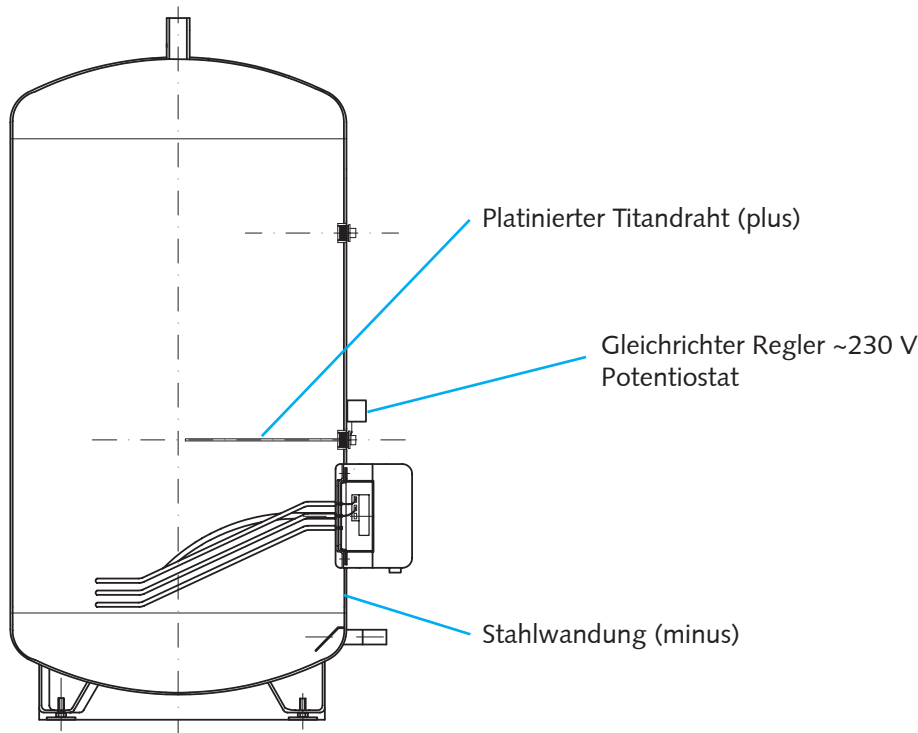 Platinierter Titandraht (plus)
Gleichrichter Regler ~230 V
Potentiostat
Stahlwandung (minus)